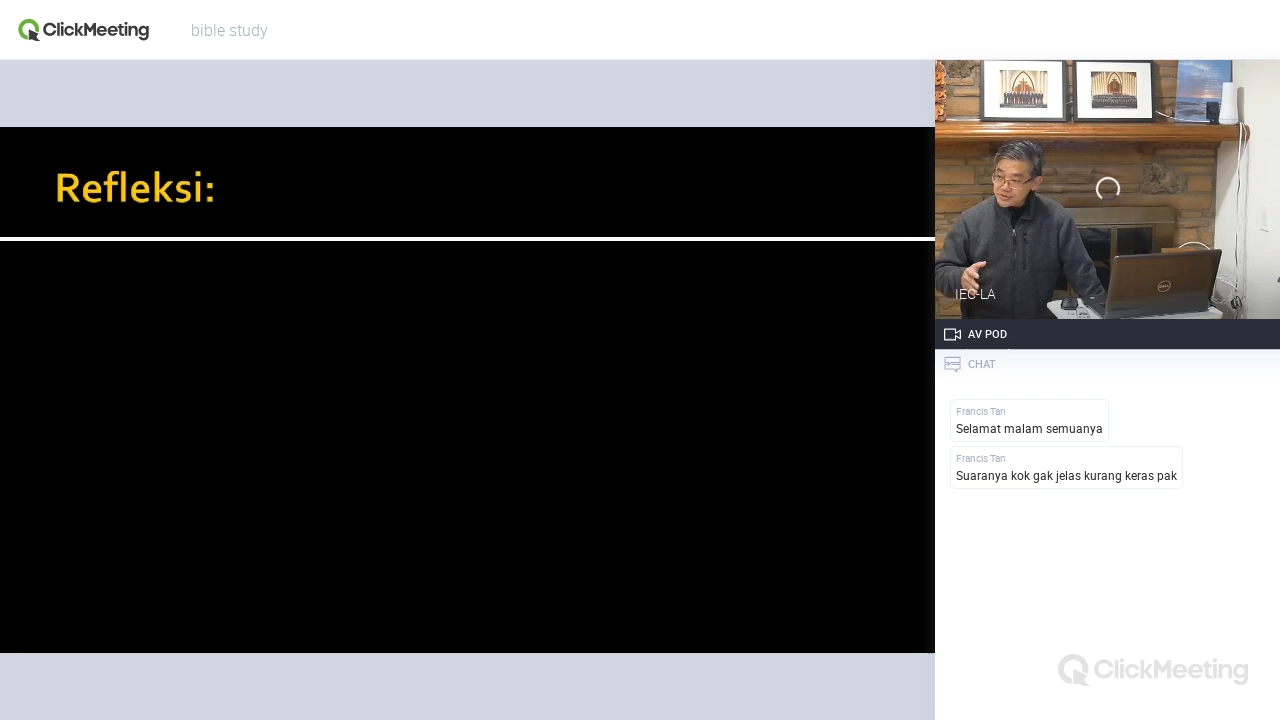 ClickMeeting
bible study
Refleksi:
IEC-LA
AV POD
CHAT
Francis Tan
Selamat malam semuanya
Francis Tan
Suaranya kok gak jelas kurang keras pak
ClickMeeting